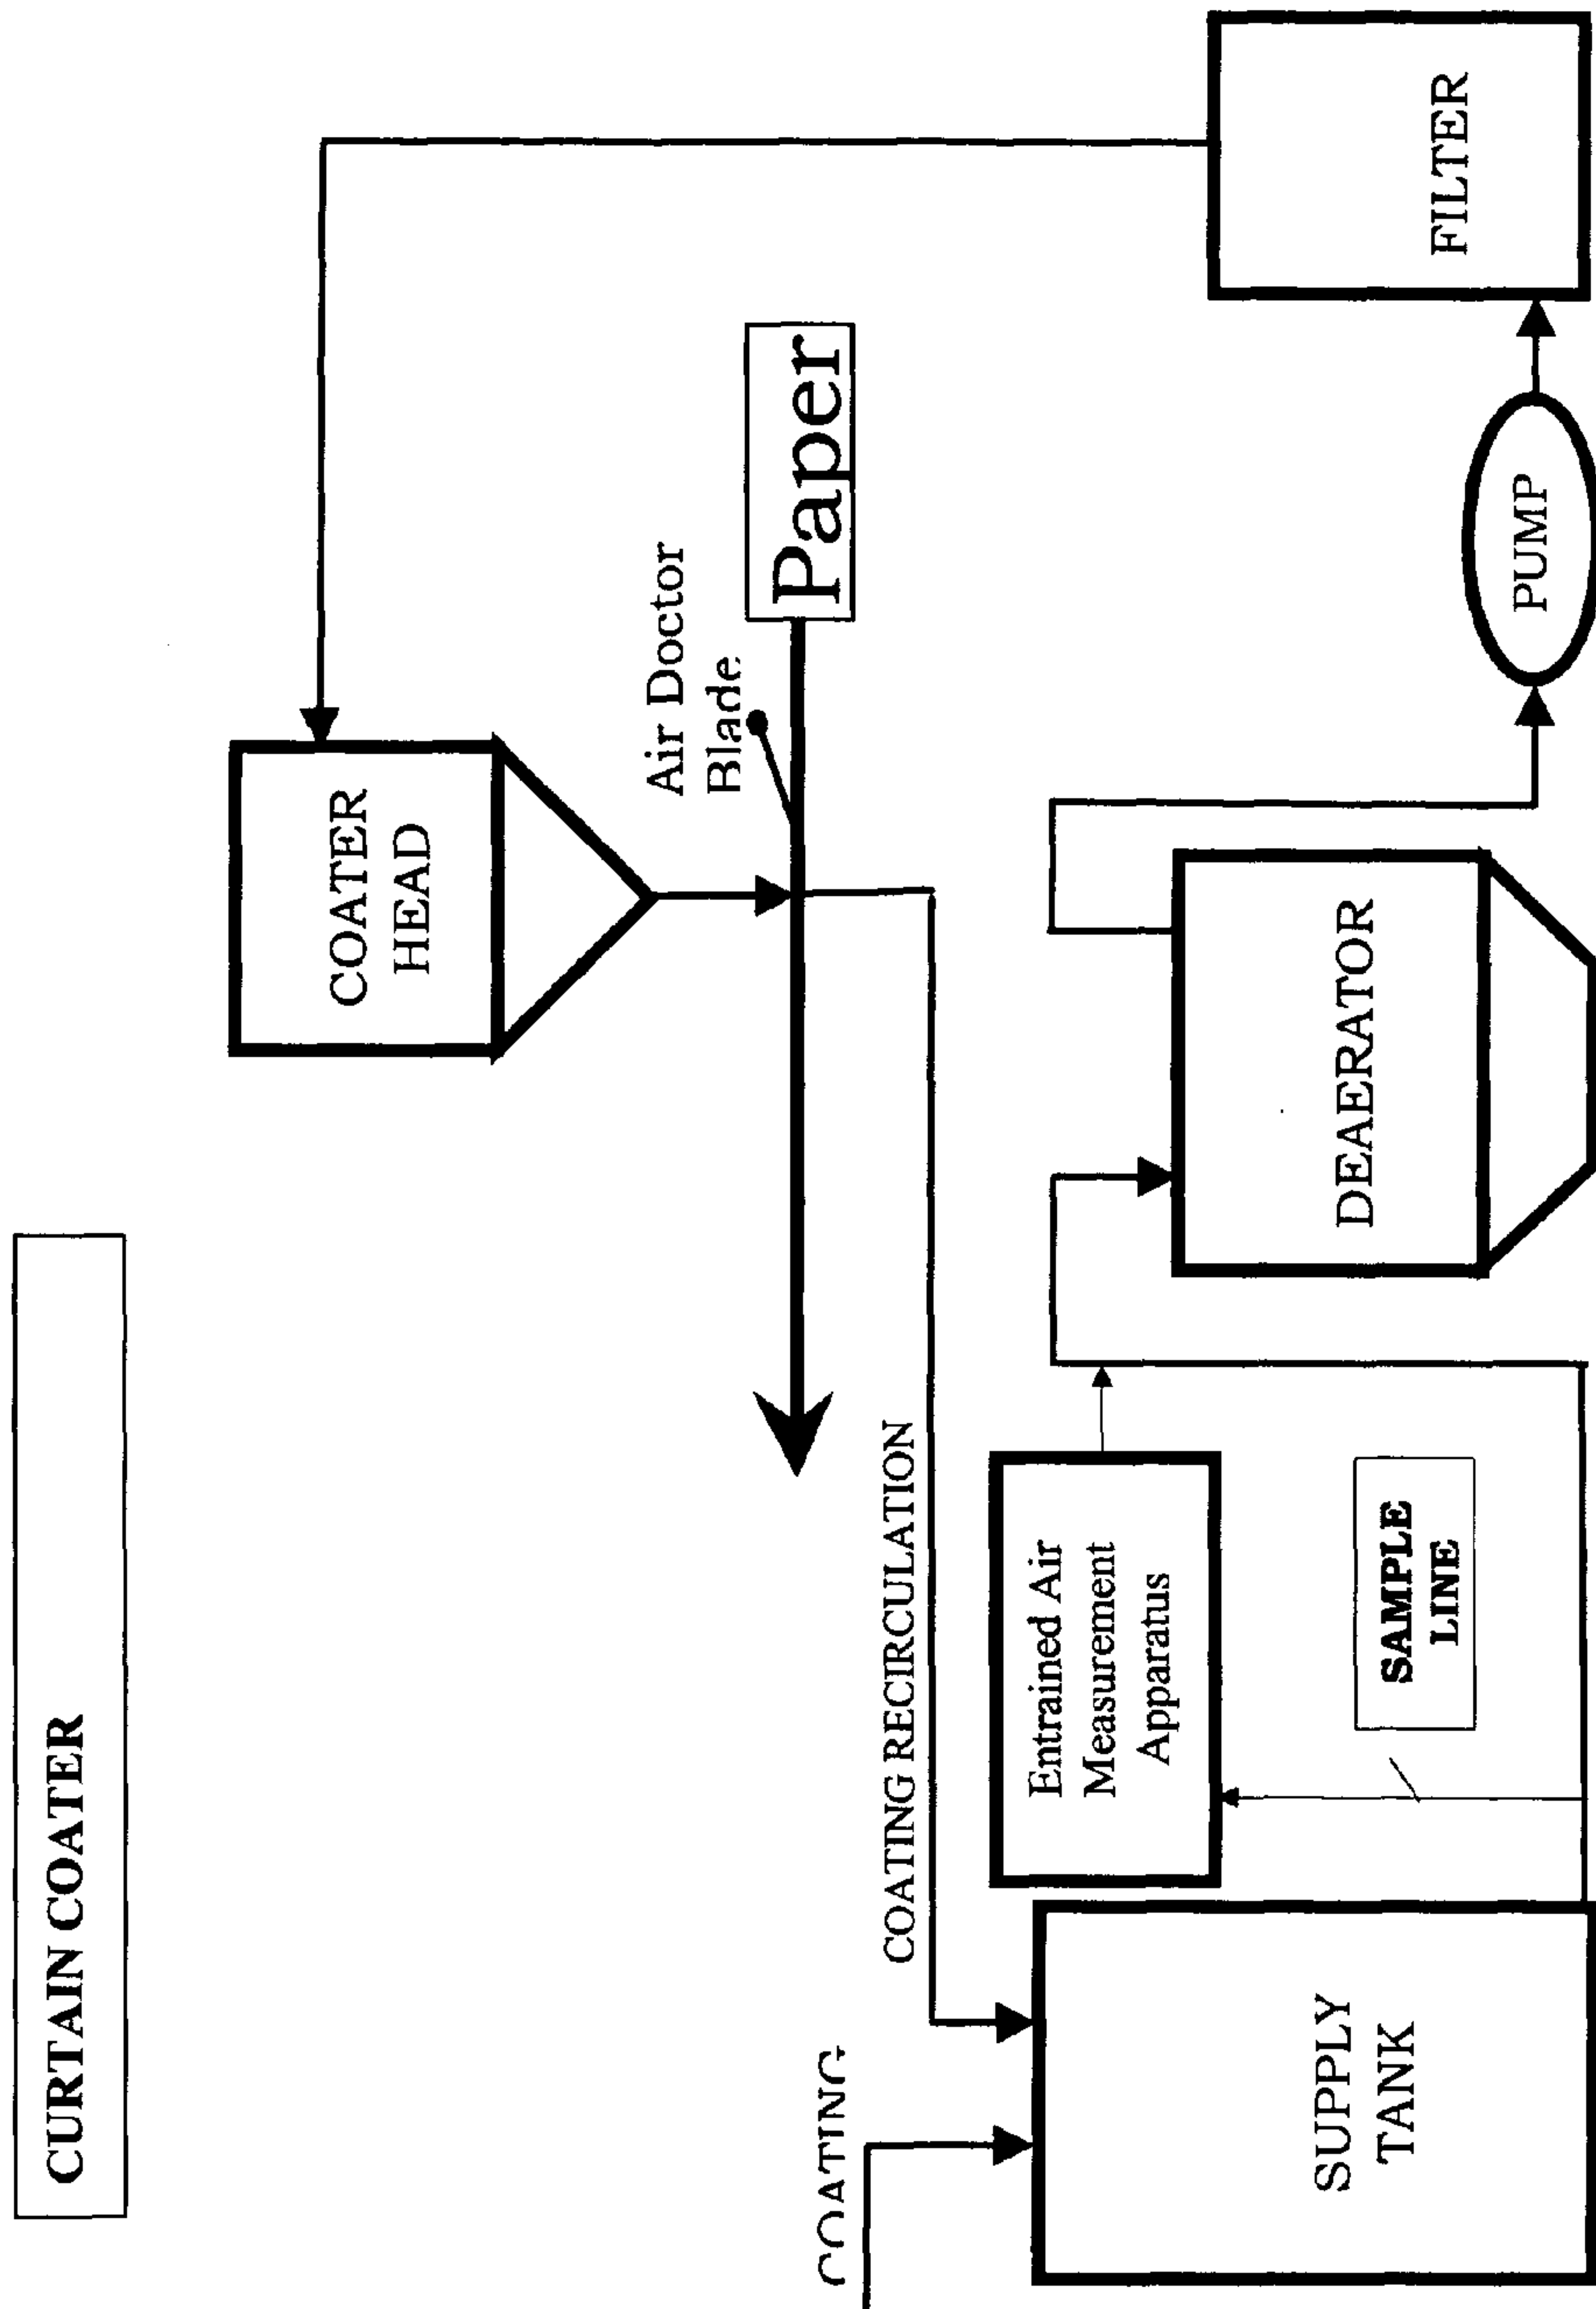 CURTAIN COATER
COATER
HEAD
Air Doctor
Blade
Paper
COATING RECIRCULATION
COATING
Entrained Air
Measurement
Apparatus
SAMPLE
LINE
SUPPLY
TANK
DEAERATOR
PUMP
FILTER